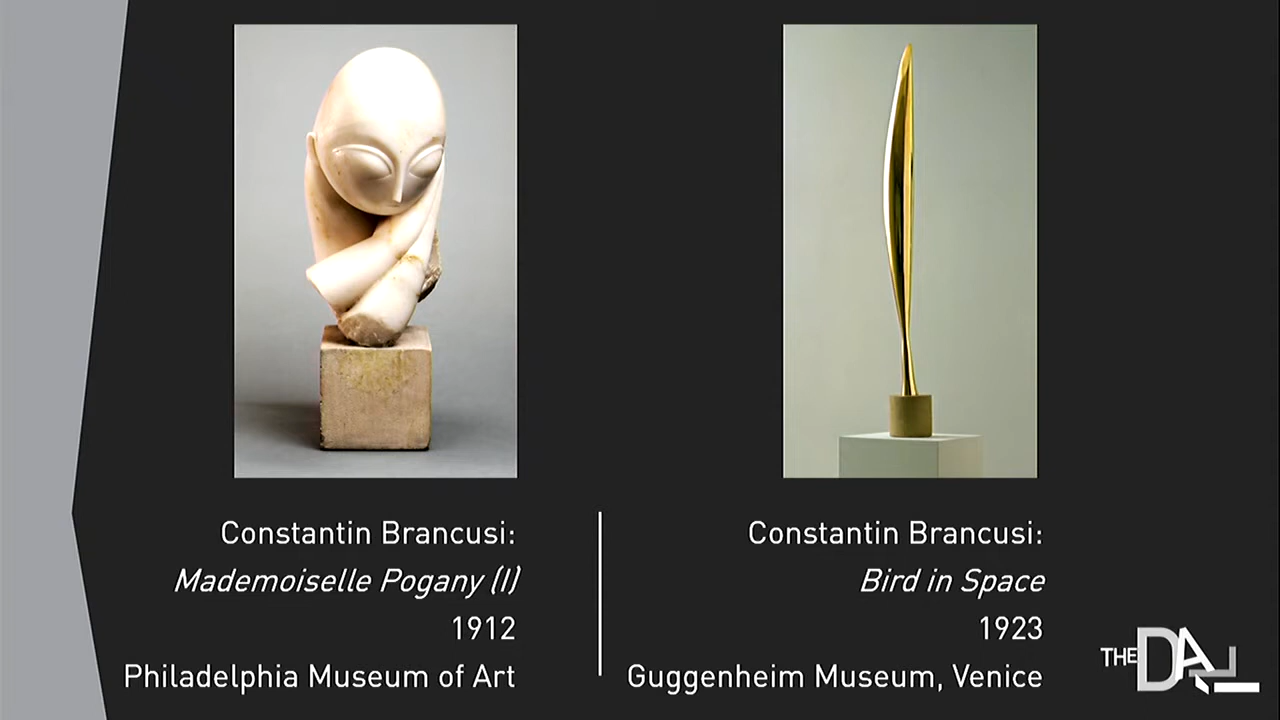 Constantin Brancusi:
Mademoiselle Pogany (I)
1912
Philadelphia Museum of Art
Constantin Brancusi:
Bird in Space
1923
Guggenheim Museum, Venice
THE DALI